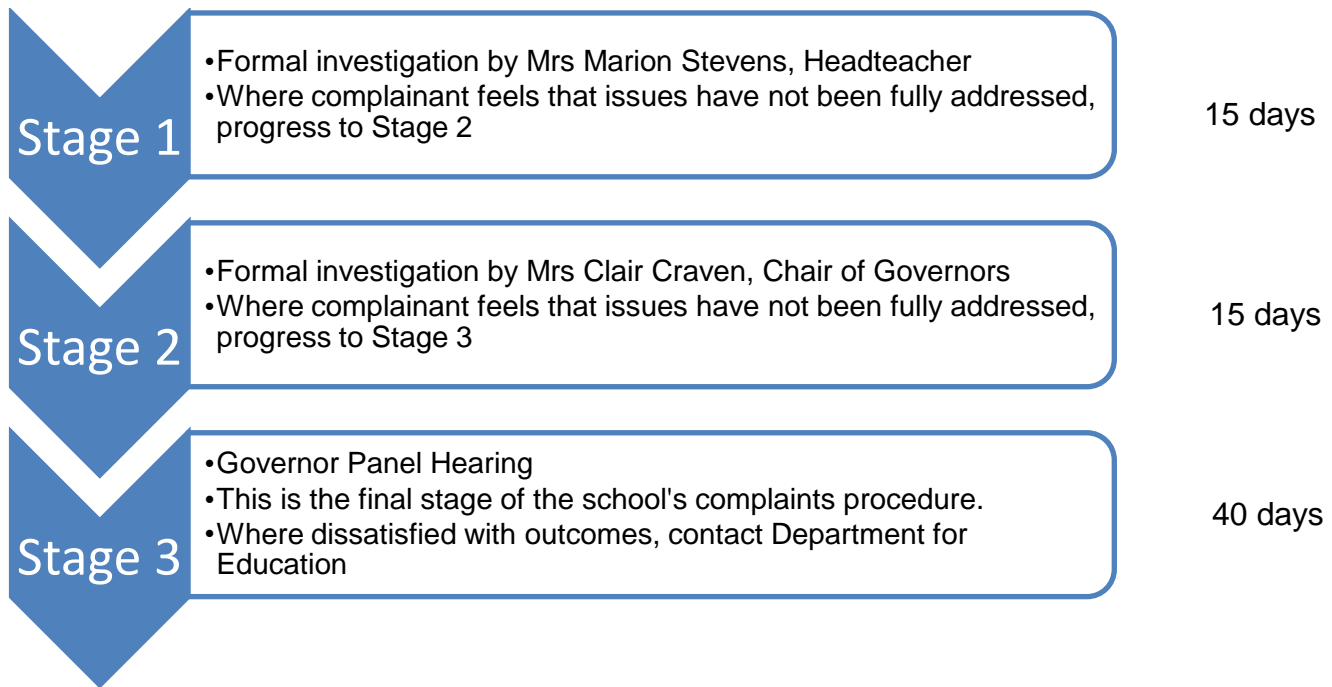 Stage 1
•Formal investigation by Mrs Marion Stevens, Headteacher
•Where complainant feels that issues have not been fully addressed,
progress to Stage 2
15 days
Stage 2
•Formal investigation by Mrs Clair Craven, Chair of Governors
•Where complainant feels that issues have not been fully addressed,
progress to Stage 3
15 days
Stage 3
•Governor Panel Hearing
•This is the final stage of the school's complaints procedure.
•Where dissatisfied with outcomes, contact Department for
Education
40 days